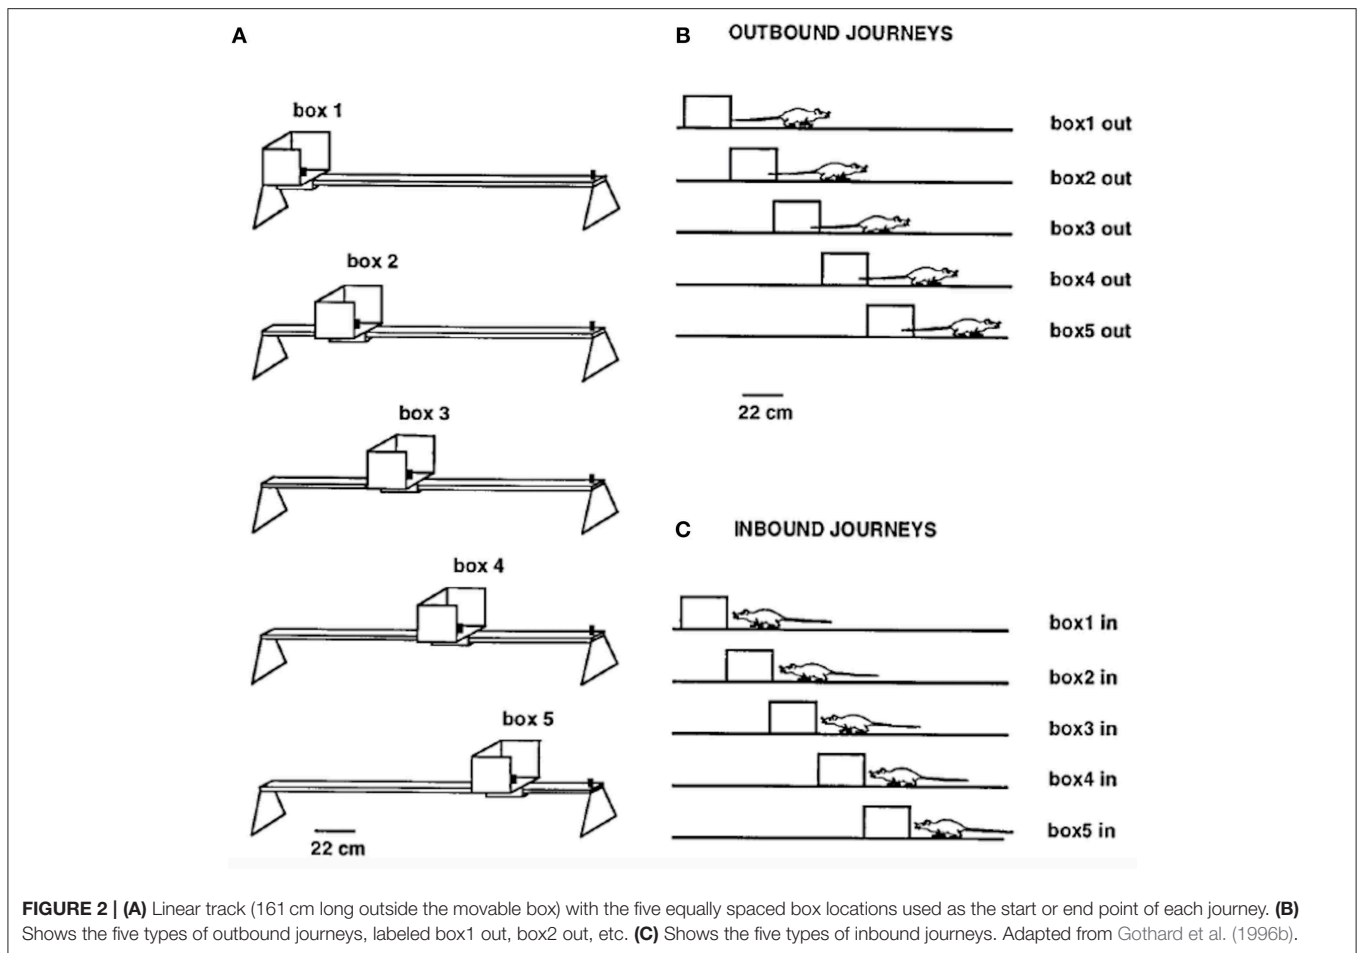 A
box 1
box 2
box 3
box 4
box 5
22 cm
B
OUTBOUND JOURNEYS
box1 out
box2 out
box3 out
box4 out
box5 out
22 cm
C
INBOUND JOURNEYS
box1 in
box2 in
box3 in
box4 in
box5 in
FIGURE 2 | (A) Linear track (161 cm long outside the movable box) with the five equally spaced box locations used as the start or end point of each journey. (B)
Shows the five types of outbound journeys, labeled box1 out, box2 out, etc. (C) Shows the five types of inbound journeys. Adapted from Gothard et al. (1996b).